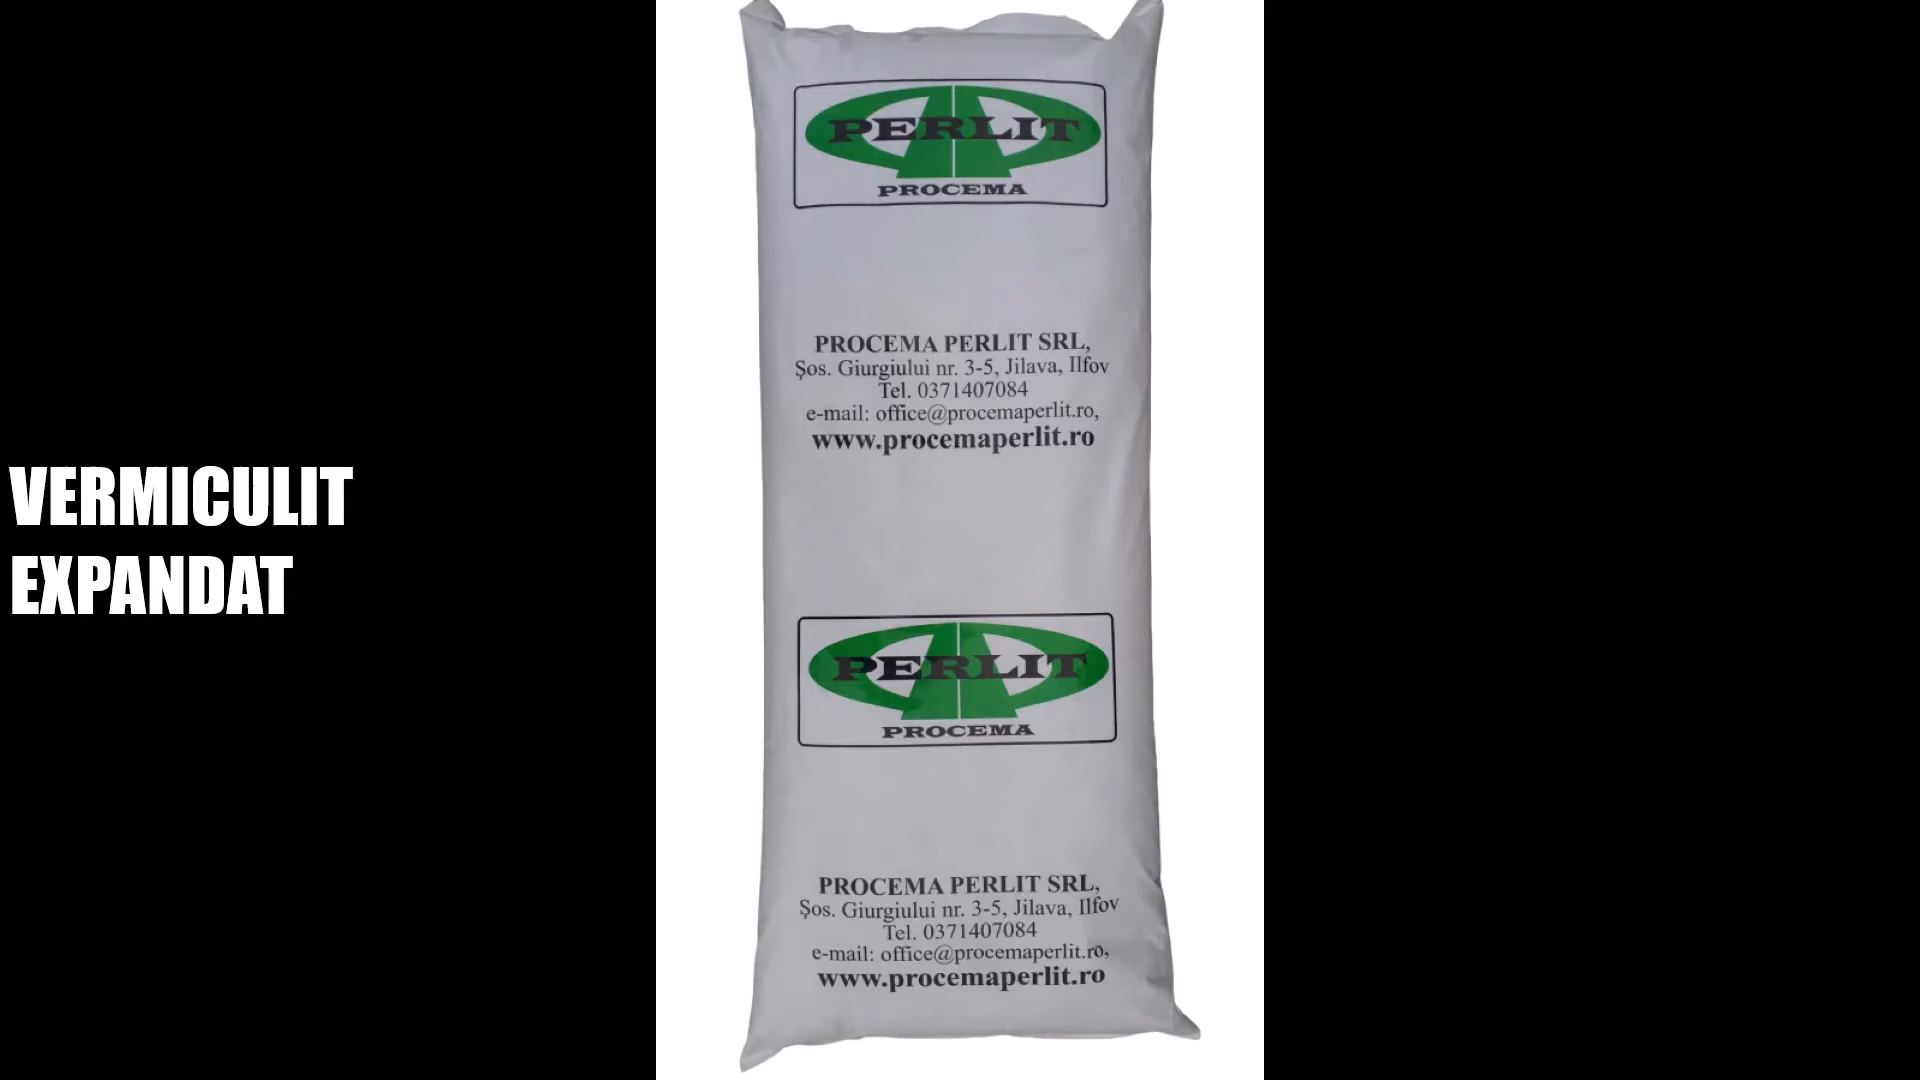 VERMICULIT
EXPANDAT
PERLIT
PROCEMA
PROCEMA PERLIT SRL,
Şos. Giurgiului nr. 3-5, Jilava, Ilfov
Tel. 0371407084
e-mail: office@procemaperlit.ro,
www.procemaperlit.ro
PERLIT
PROCEMA
PROCEMA PERLIT SRL,
Şos. Giurgiului nr. 3-5, Jilava, Ilfov
Tel. 0371407084
e-mail: office@procemaperlit.ro,
www.procemaperlit.ro